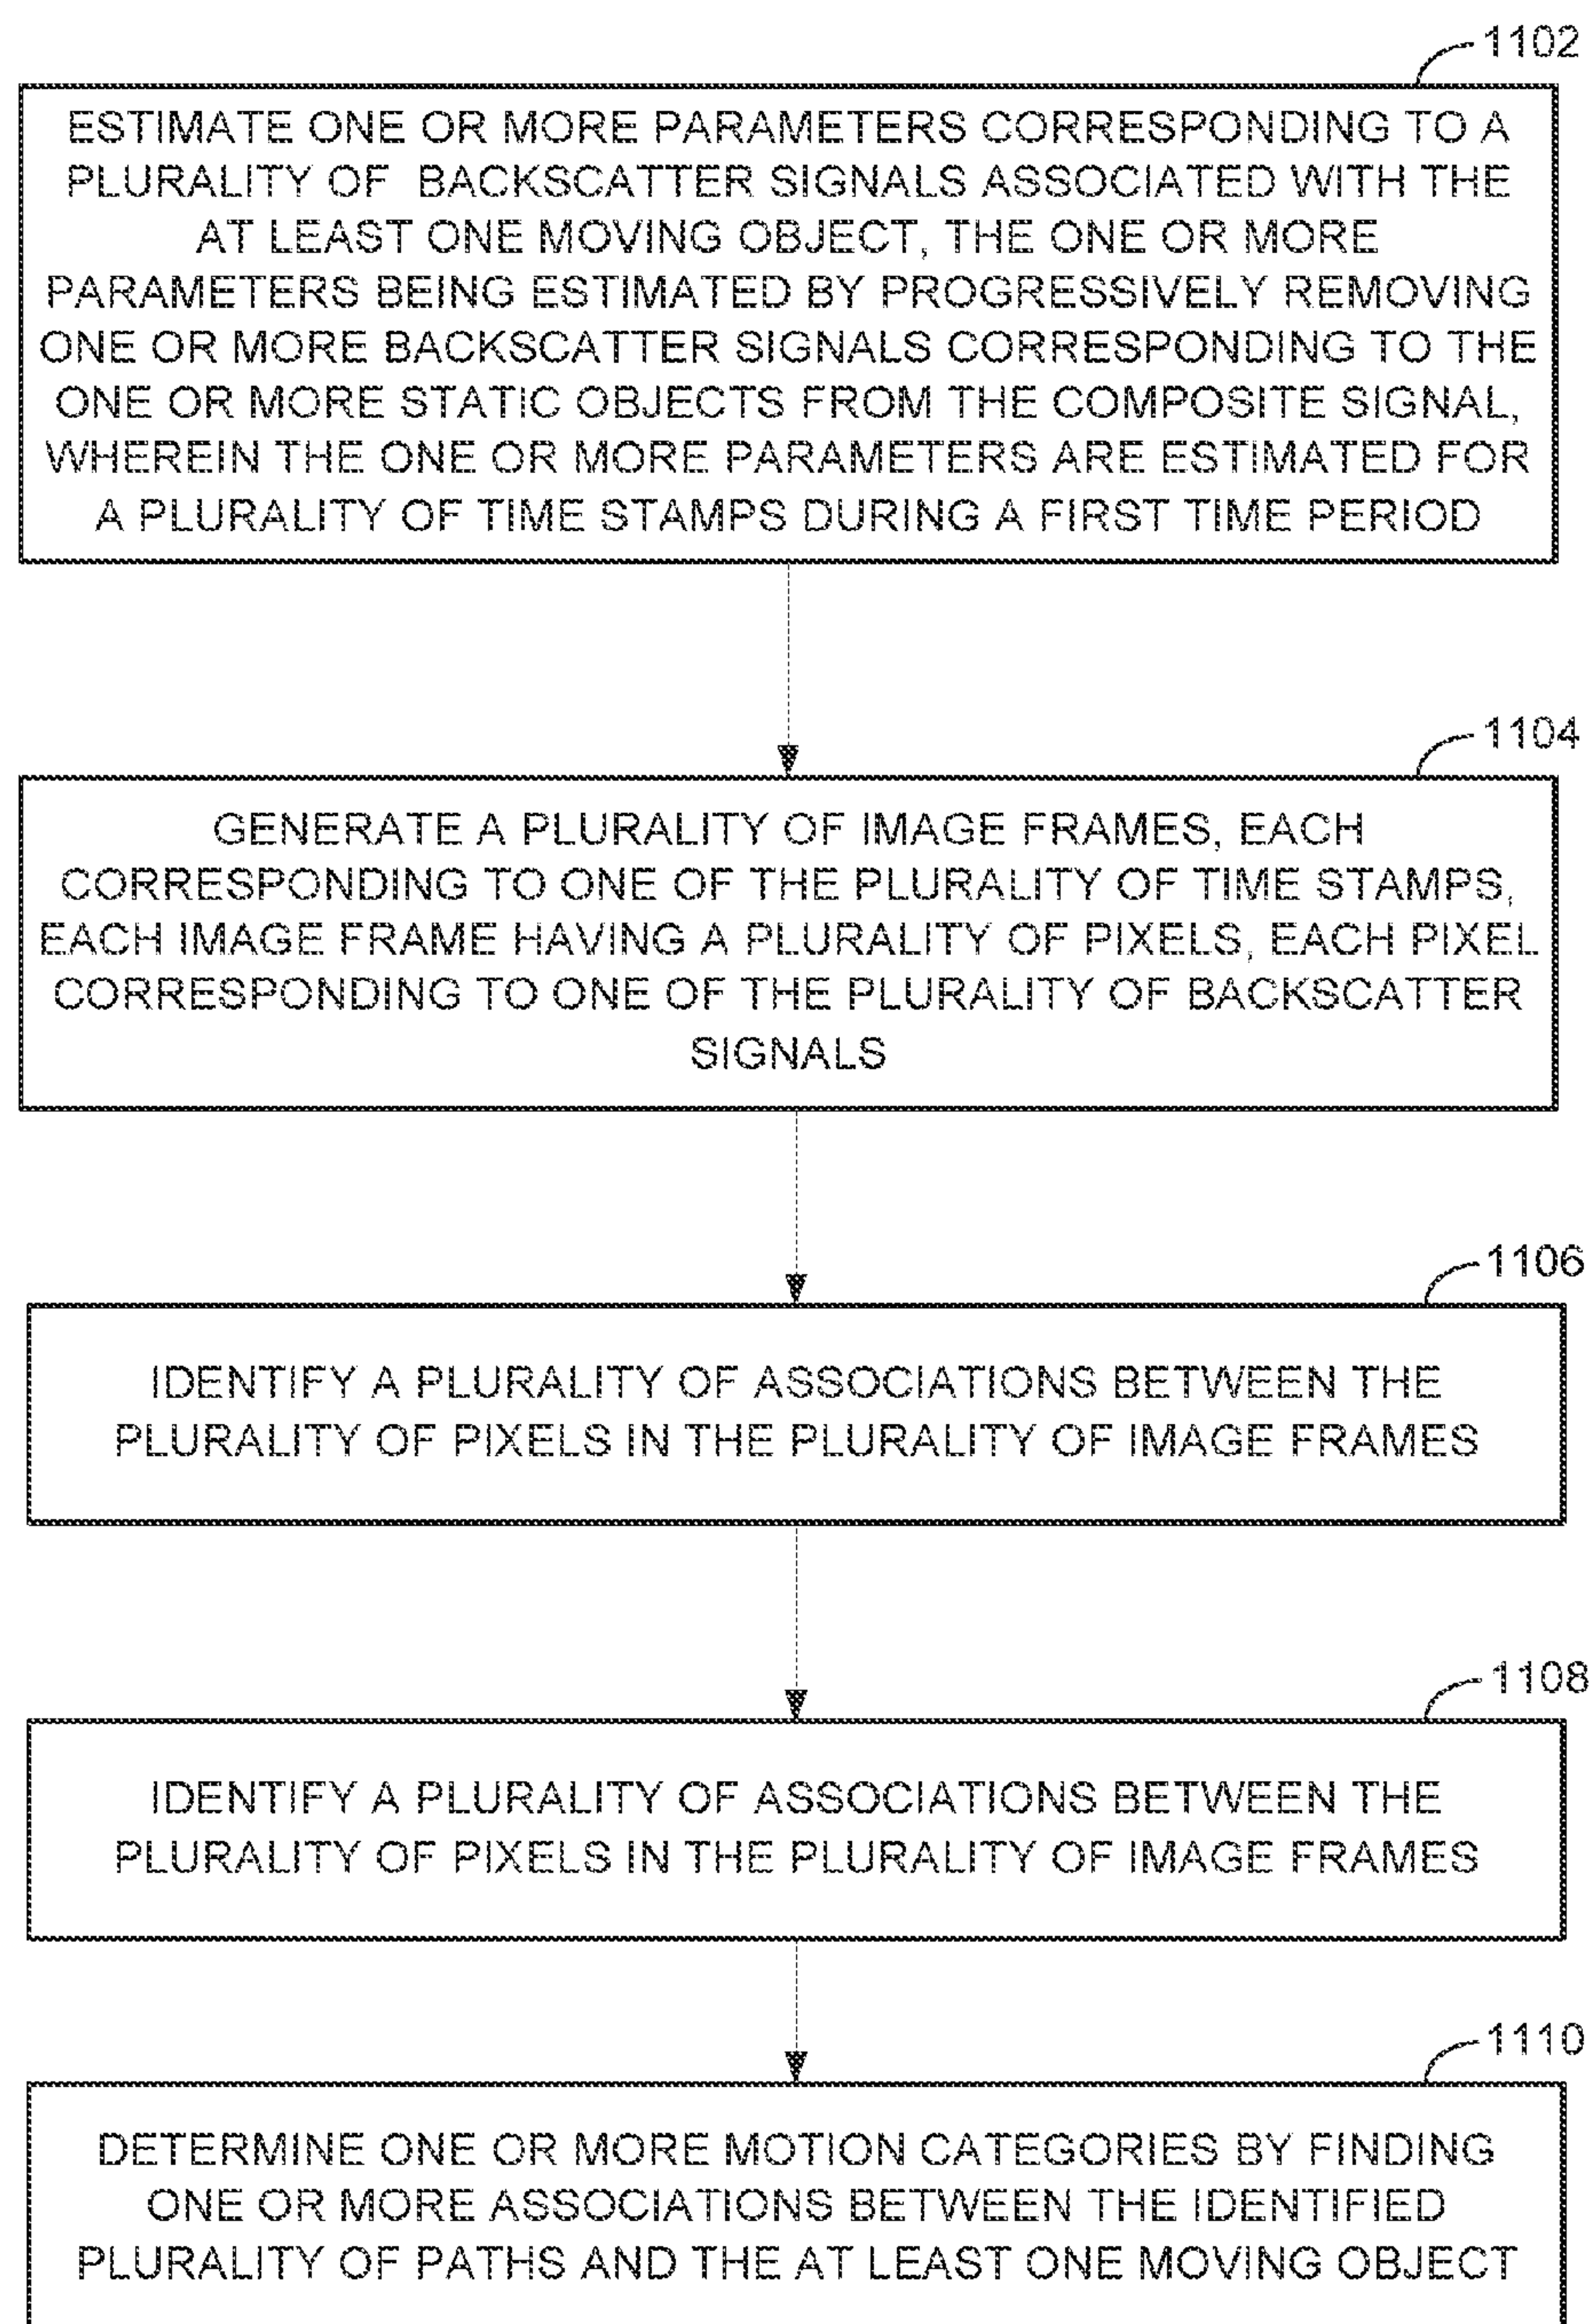 1102
ESTIMATE ONE OR MORE PARAMETERS CORRESPONDING TO A
PLURALITY OF BACKSCATTER SIGNALS ASSOCIATED WITH THE
AT LEAST ONE MOVING OBJECT, THE ONE OR MORE
PARAMETERS BEING ESTIMATED BY PROGRESSIVELY REMOVING
ONE OR MORE BACKSCATTER SIGNALS CORRESPONDING TO THE
ONE OR MORE STATIC OBJECTS FROM THE COMPOSITE SIGNAL,
WHEREIN THE ONE OR MORE PARAMETERS ARE ESTIMATED FOR
A PLURALITY OF TIME STAMPS DURING A FIRST TIME PERIOD
1104
GENERATE A PLURALITY OF IMAGE FRAMES, EACH
CORRESPONDING TO ONE OF THE PLURALITY OF TIME STAMPS,
EACH IMAGE FRAME HAVING A PLURALITY OF PIXELS, EACH PIXEL
CORRESPONDING TO ONE OF THE PLURALITY OF BACKSCATTER
SIGNALS
1106
IDENTIFY A PLURALITY OF ASSOCIATIONS BETWEEN THE
PLURALITY OF PIXELS IN THE PLURALITY OF IMAGE FRAMES
1108
IDENTIFY A PLURALITY OF ASSOCIATIONS BETWEEN THE
PLURALITY OF PIXELS IN THE PLURALITY OF IMAGE FRAMES
1110
DETERMINE ONE OR MORE MOTION CATEGORIES BY FINDING
ONE OR MORE ASSOCIATIONS BETWEEN THE IDENTIFIED
PLURALITY OF PATHS AND THE AT LEAST ONE MOVING OBJECT